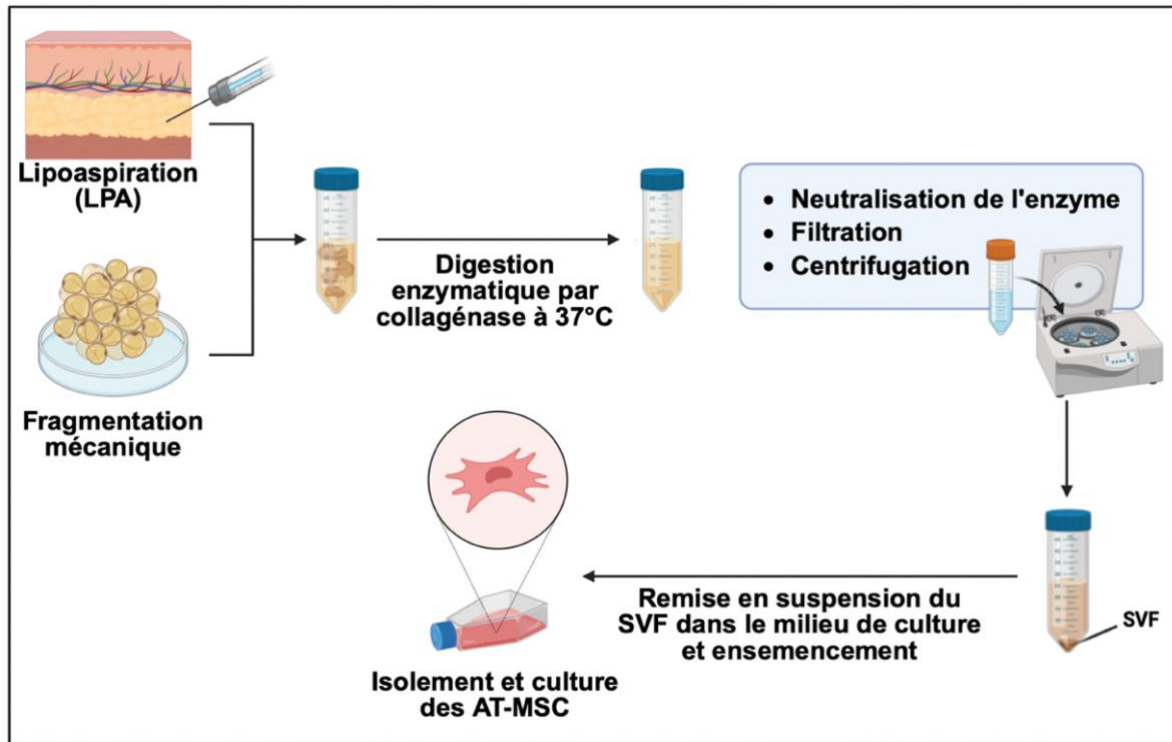 Lipoaspiration
(LPA)
Fragmentation
mécanique
Digestion
enzymatique par
collagénase à 37°C
• Neutralisation de l'enzyme
• Filtration
• Centrifugation
SVF
Remise en suspension du
SVF dans le milieu de culture
et ensemencement
Isolement et culture
des AT-MSC